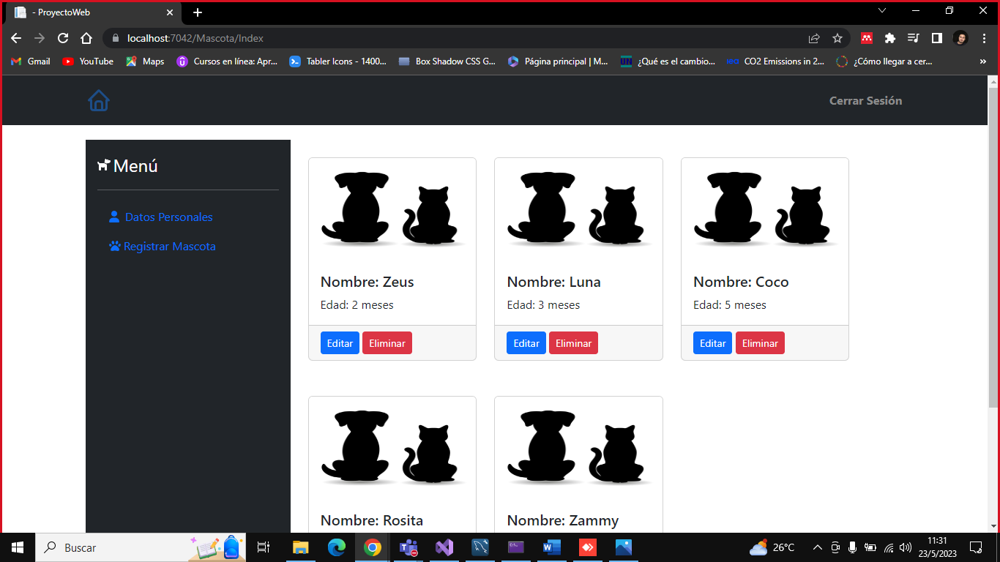 - ProyectoWeb
localhost:7042/Mascota/Index
Gmail
YouTube
Maps
Cursos en línea: Apr...
Tabler Icons - 1400...
Box Shadow CSS G...
Página principal | M...
¿Qué es el cambio...
CO2 Emissions in 2...
¿Cómo llegar a cer...
»
Cerrar Sesión
Menú
Datos Personales
Registrar Mascota
Nombre: Zeus
Edad: 2 meses
Editar Eliminar
Nombre: Luna
Edad: 3 meses
Editar Eliminar
Nombre: Coco
Edad: 5 meses
Editar Eliminar
Nombre: Rosita
Nombre: Zammy
Buscar
26°C
11:31
23/5/2023